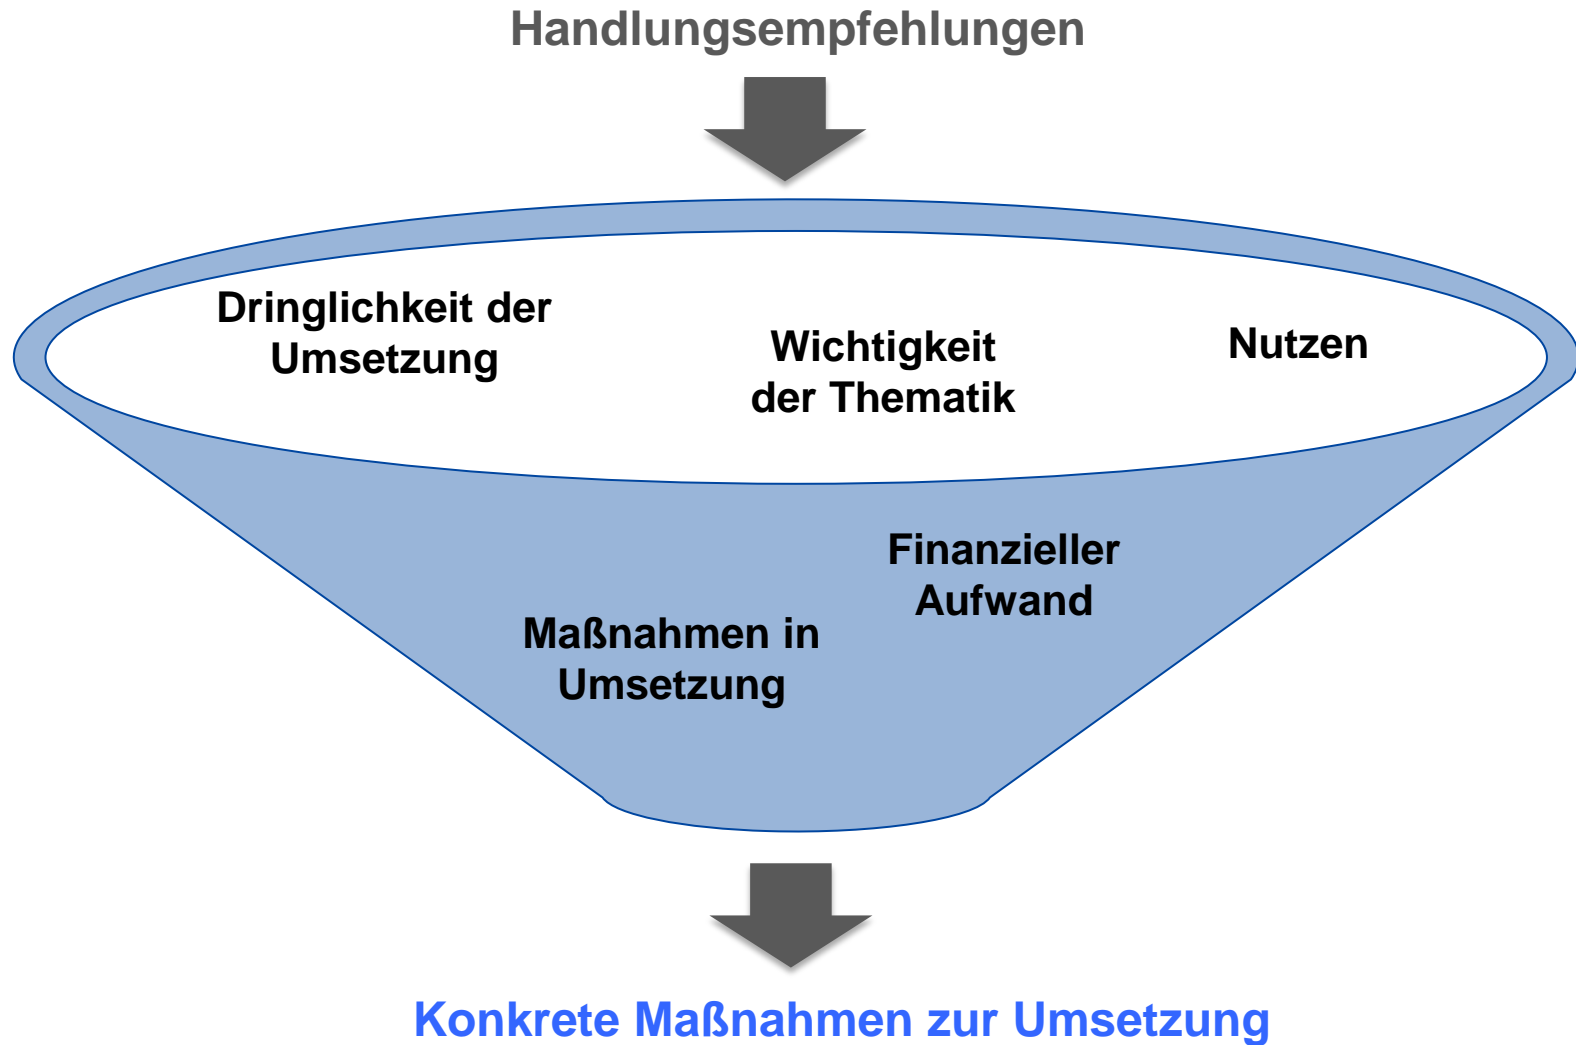 Handlungsempfehlungen
Dringlichkeit der
Umsetzung
Wichtigkeit
der Thematik
Nutzen
Finanzieller
Aufwand
Maßnahmen in
Umsetzung
Konkrete Maßnahmen zur Umsetzung